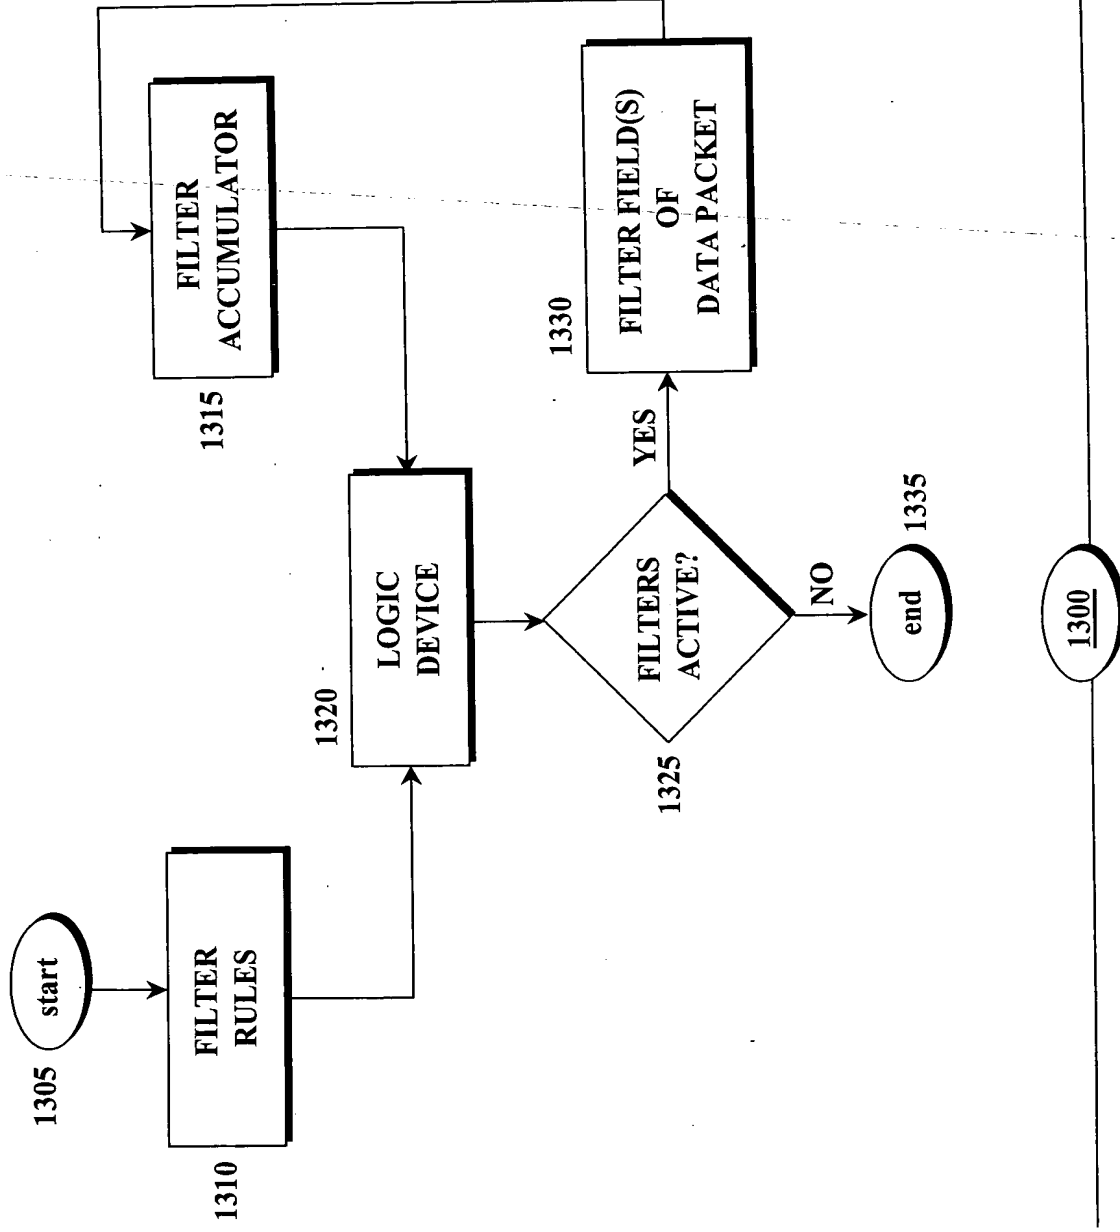 1305
start
1310
FILTER
RULES
1315
FILTER
ACCUMULATOR
1320
LOGIC
DEVICE
1325
FILTERS
ACTIVE?
YES
1330
FILTER FIELD(S)
OF
DATA PACKET
NO
end
1335
1300